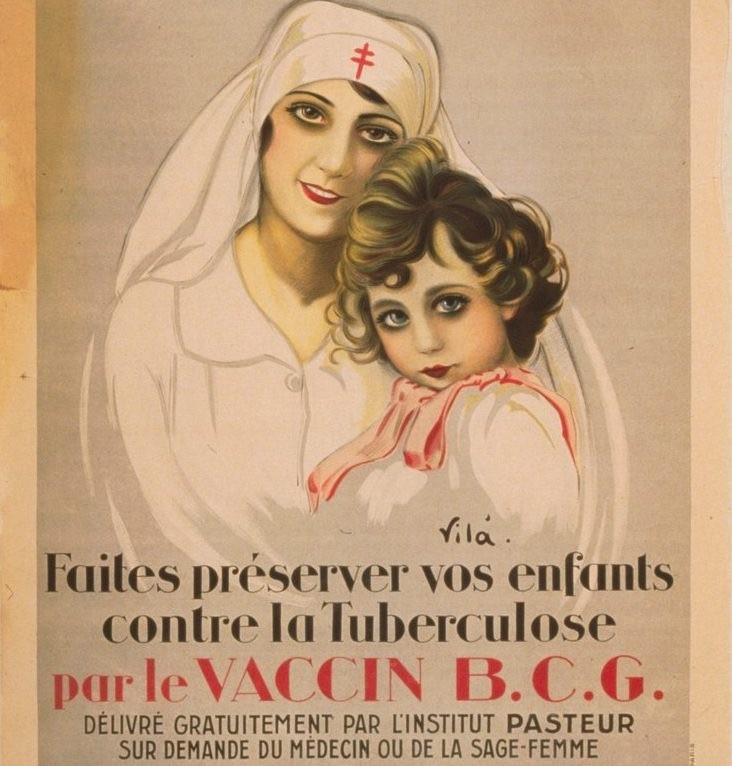 Vilá.
Faites préserver vos enfants
contre la Tuberculose
par le VACCIN B.C.G.
DÉLIVRÉ GRATUITEMENT PAR L'INSTITUT PASTEUR
SUR DEMANDE DU MÉDECIN OU DE LA SAGE-FEMME